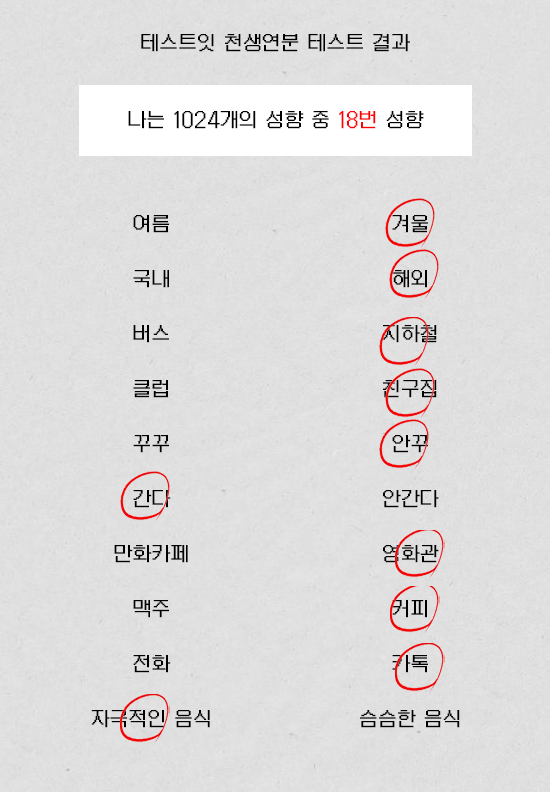 테스트잇 천생연분 테스트 결과
나는 1024개의 성향 중 18번 성향
여름 겨울
국내 해외
버스 지하철
클럽 친구집
꾸꾸 안꾸
간다 안간다
만화카페 영화관
맥주 커피
전화 카톡
자극적인 음식 슴슴한 음식